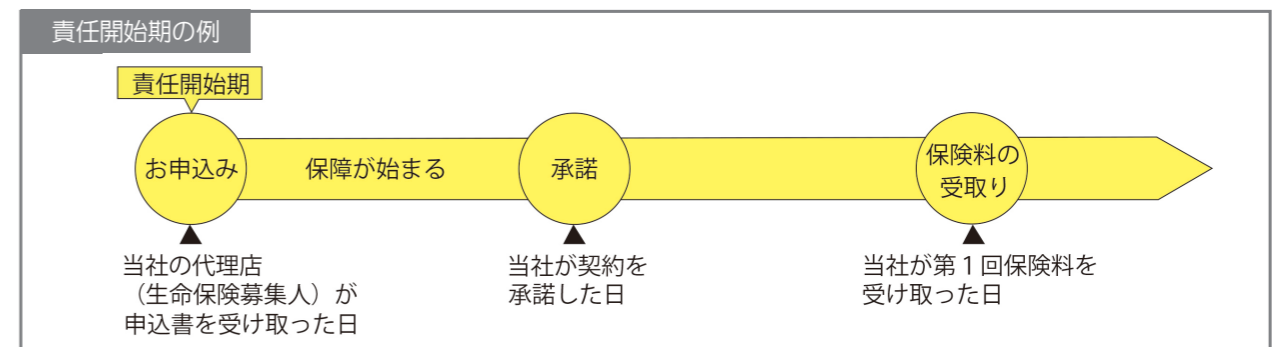 責任開始期の例
責任開始期
お申込み
保障が始まる
承諾
保険料の
受取り
当社の代理店
（生命保険募集人）が
申込書を受け取った日
当社が契約を
承諾した日
当社が第１回保険料を
受け取った日